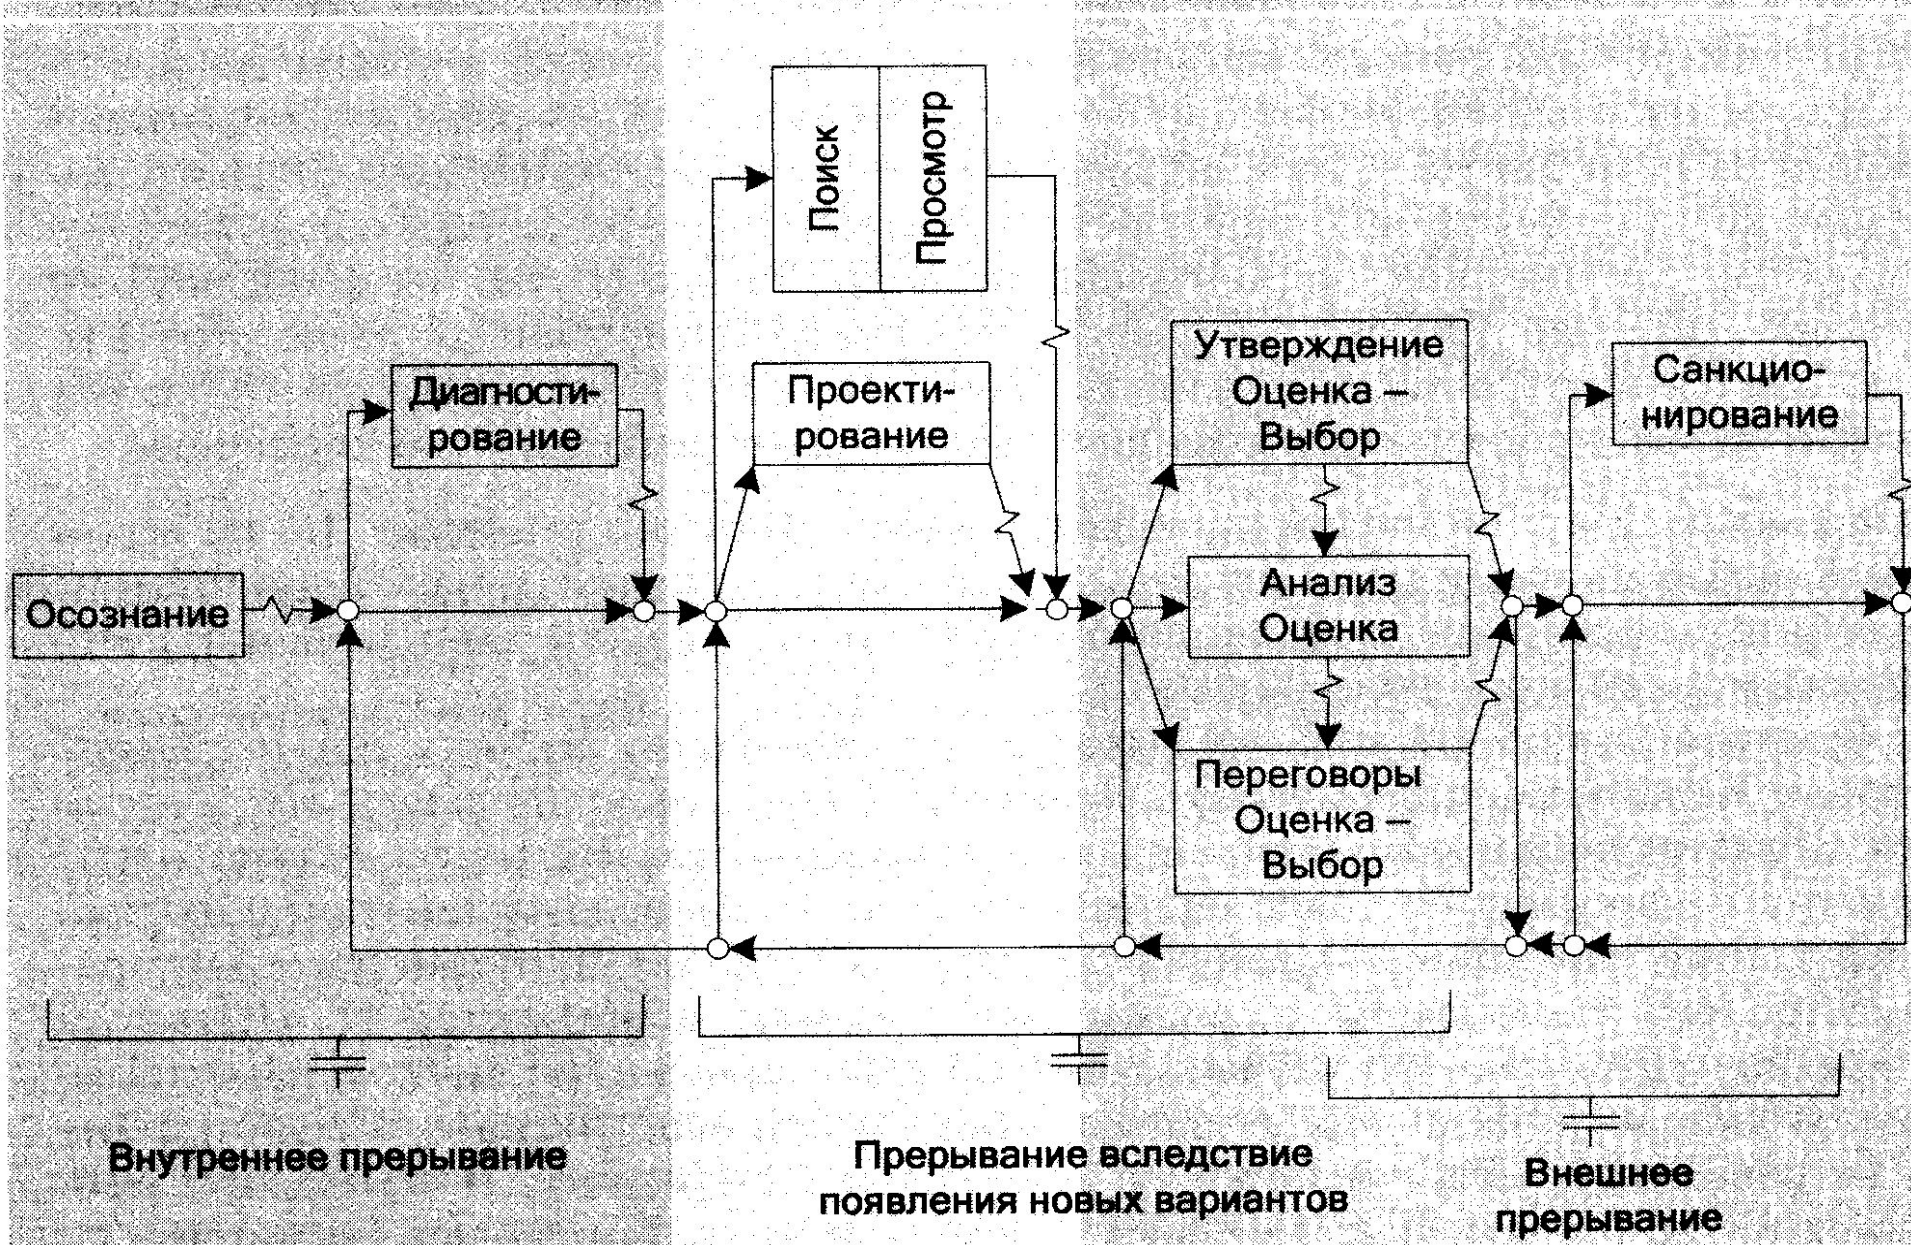 Поиск
Просмотр
Диагности-
рование
Проекти-
рование
Утверждение
Оценка –
Выбор
Санкцио-
нирование
Осознание
Анализ
Оценка
Переговоры
Оценка –
Выбор
Внутреннее прерывание
Прерывание вследствие
появления новых вариантов
Внешнее
прерывание